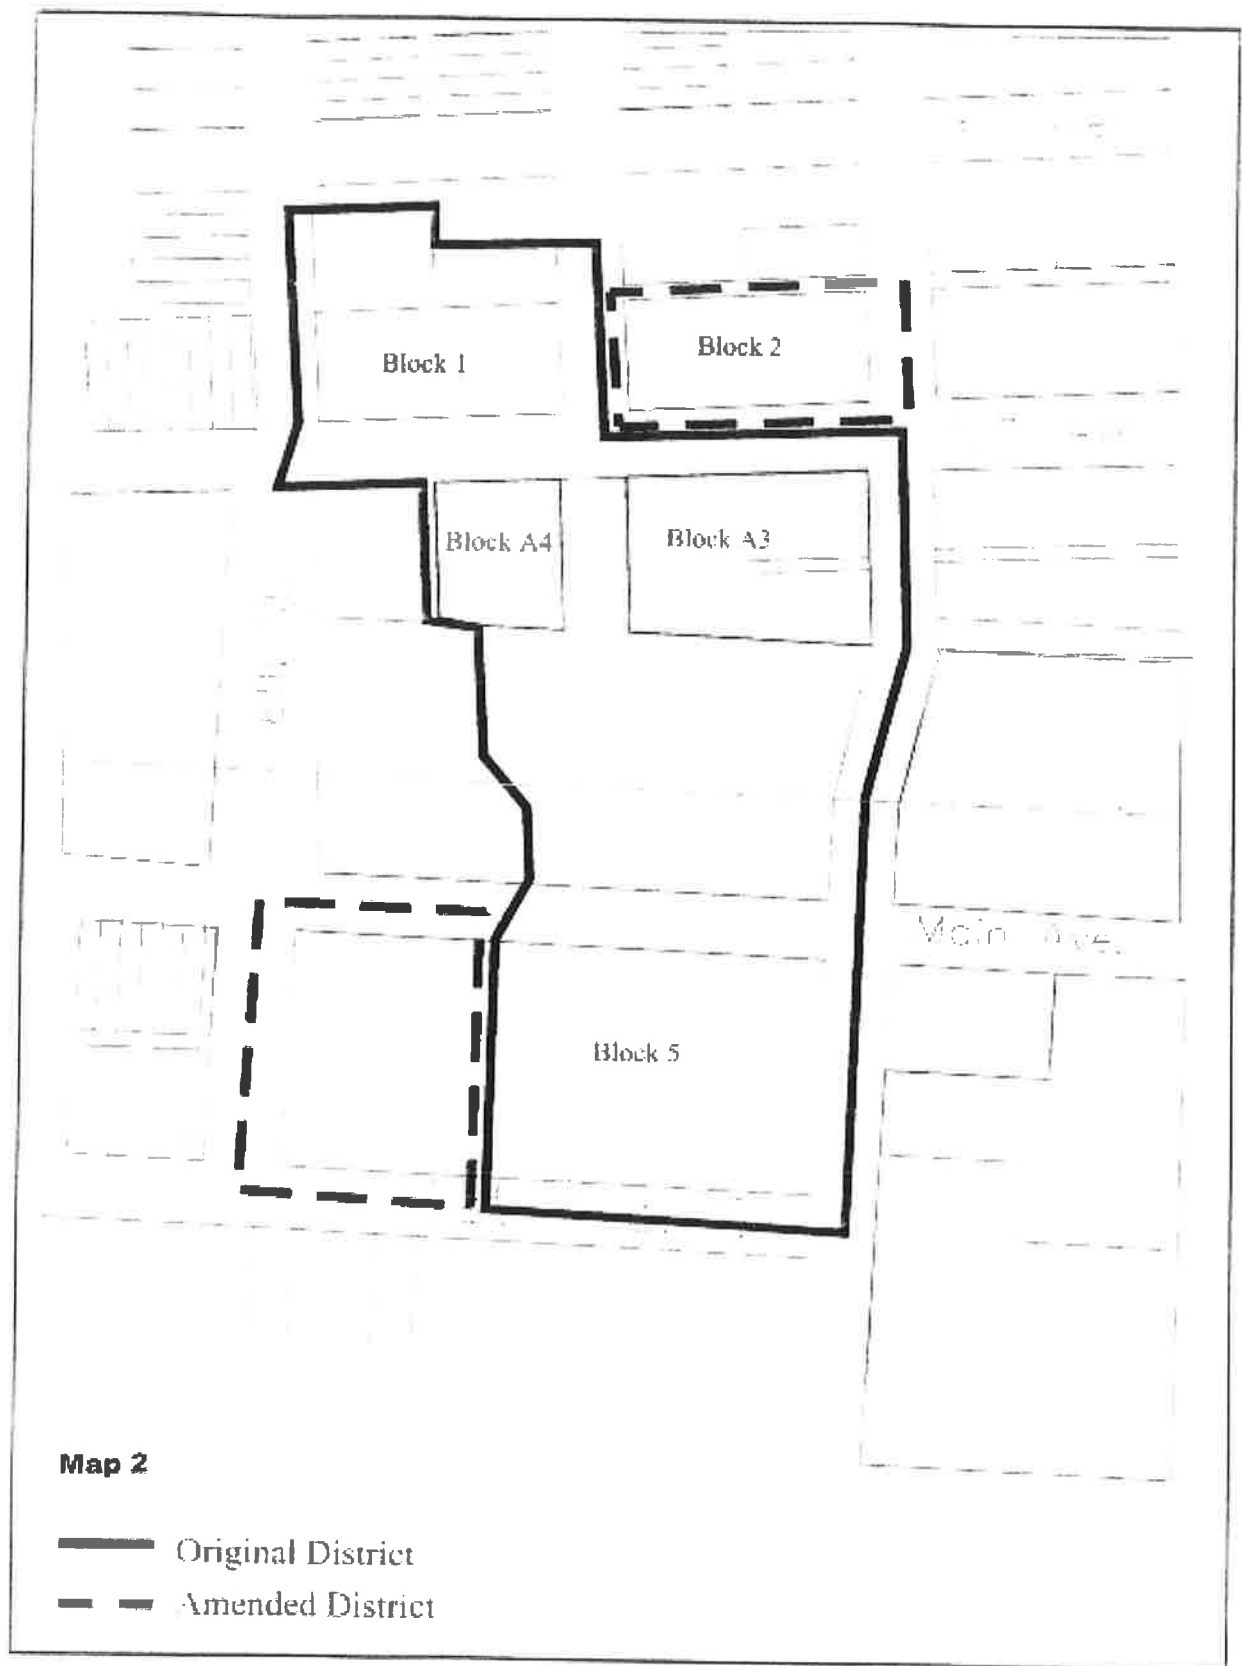 Block 1
Block 2
Block A4
Block A3
Main Ave.
Block 5
Map 2
Original District
Amended District